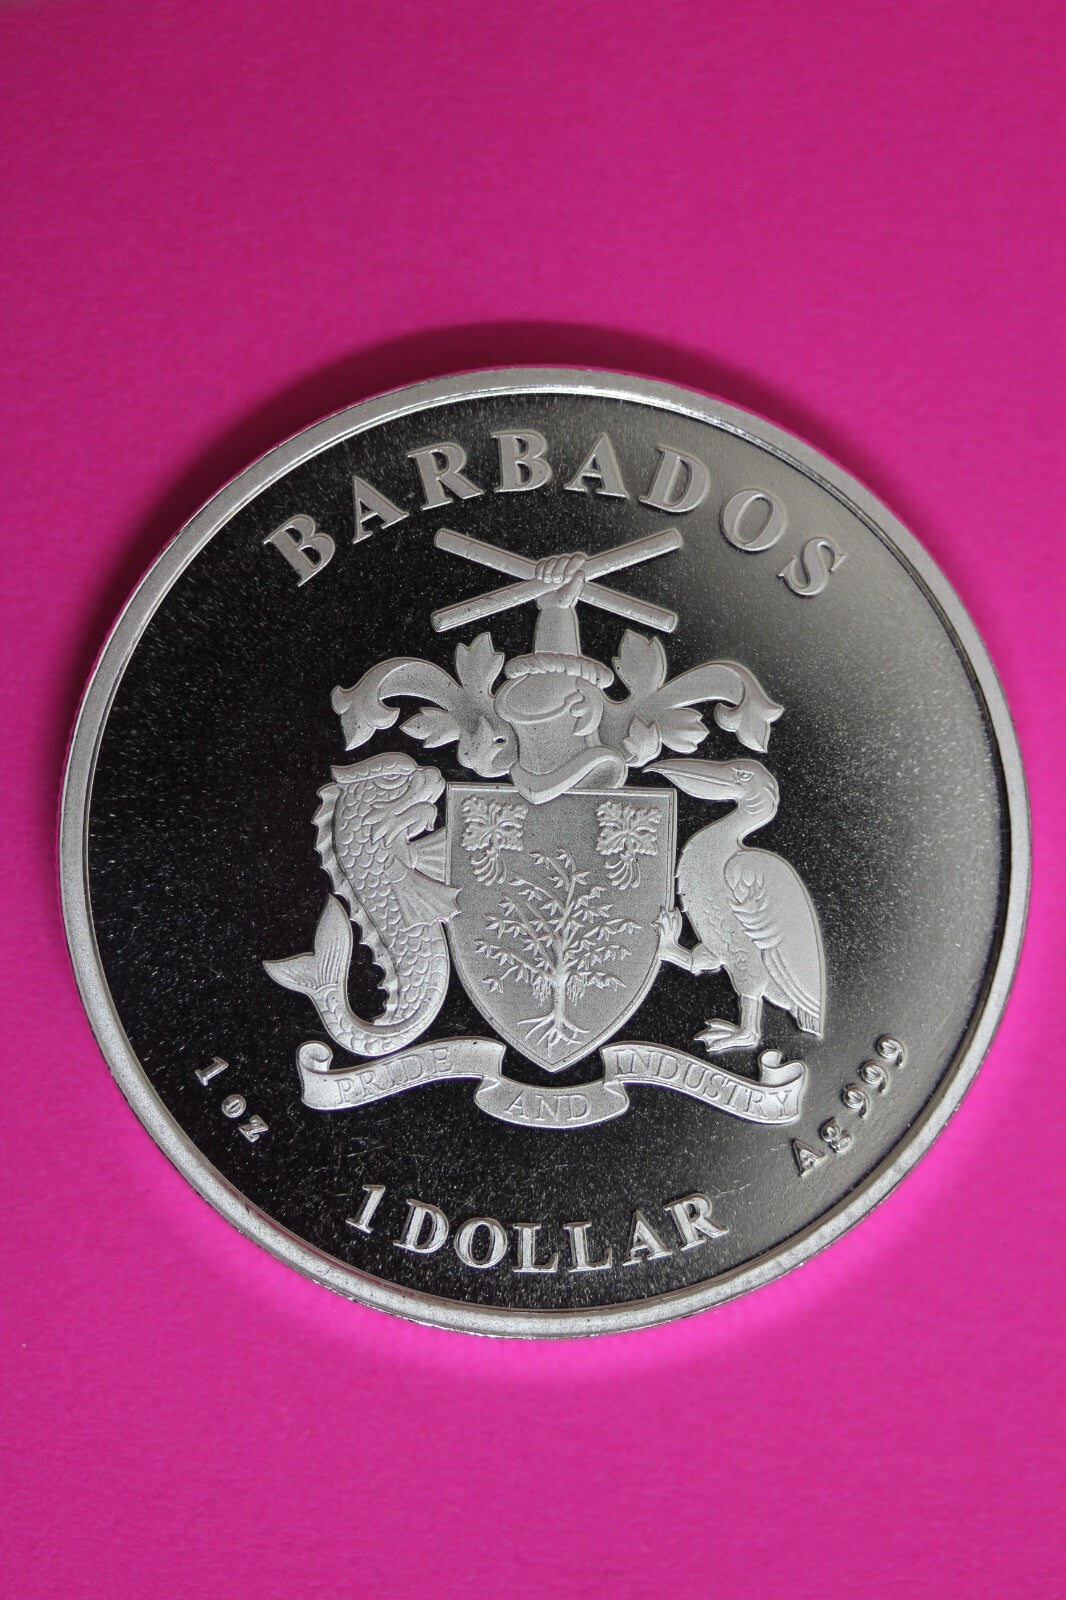 BARBADOS
PRIDE AND INDUSTRY
1 oz
Ag 999
1 DOLLAR